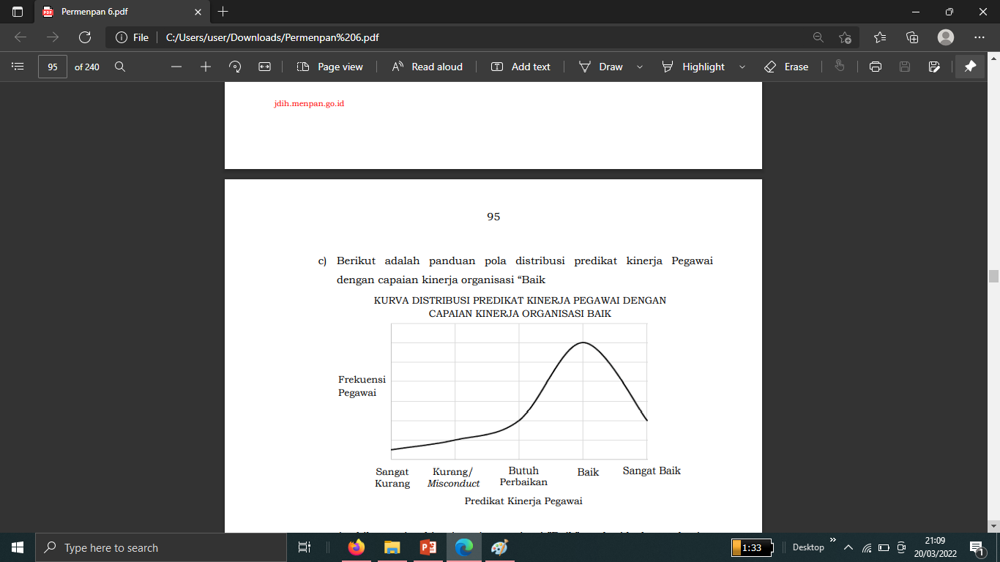 Permenpan 6.pdf
File
C:/Users/user/Downloads/Permenpan%206.pdf
95 of 240
Page view
Read aloud
Add text
Draw
Highlight
Erase
jdih.menpan.go.id
95
c) Berikut adalah panduan pola distribusi predikat kinerja Pegawai
dengan capaian kinerja organisasi “Baik
KURVA DISTRIBUSI PREDIKAT KINERJA PEGAWAI DENGAN
CAPAIAN KINERJA ORGANISASI BAIK
Frekuensi
Pegawai
Sangat
Kurang
Kurang/
Misconduct
Butuh
Perbaikan
Baik
Sangat Baik
Predikat Kinerja Pegawai
Type here to search
1:33
Desktop
21:09
20/03/2022
1